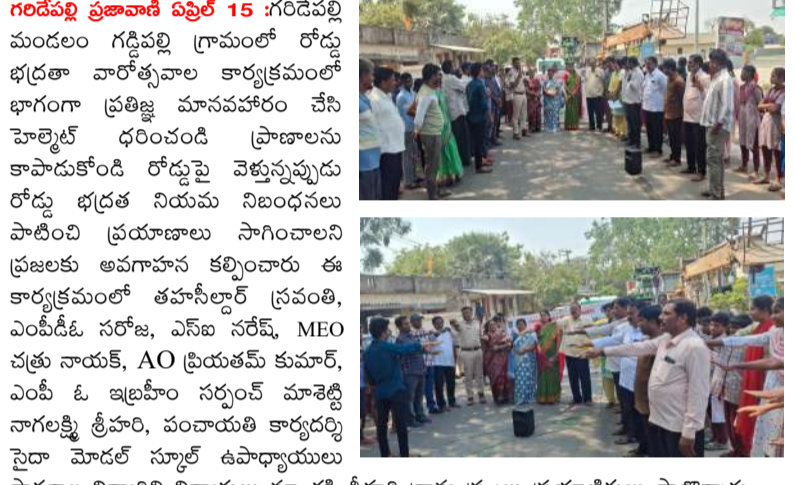 గరిడేపల్లి ప్రజావాణి ఏప్రిల్ 15 :గరిడేపల్లి
మండలం గడ్డిపల్లి గ్రామంలో రోడ్డు
భద్రతా వారోత్సవాల కార్యక్రమంలో
భాగంగా ప్రతిజ్ఞ మానవహారం చేసి
హెల్మెట్ ధరించండి ప్రాణాలను
కాపాడుకోండి రోడ్డుపై వెళ్తున్నప్పుడు
రోడ్డు భద్రత నియమ నిబంధనలు
పాటించి ప్రయాణాలు సాగించాలని
ప్రజలకు అవగాహన కల్పించారు ఈ
కార్యక్రమంలో తహసీల్దార్ స్రవంతి,
ఎంపీడీఓ సరోజ, ఎస్ఐ నరేష్, MEO
చత్రు నాయక్, AO ప్రియతమ్ కుమార్,
ఎంపీ ఓ ఇబ్రహీం సర్పంచ్ మాశెట్టి
నాగలక్ష్మి శ్రీహరి, పంచాయతి కార్యదర్శి
సైదా మోడల్ స్కూల్ ఉపాధ్యాయులు